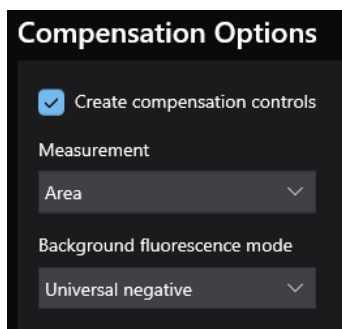 Compensation Options
Create compensation controls
Measurement
Area
Background fluorescence mode
Universal negative